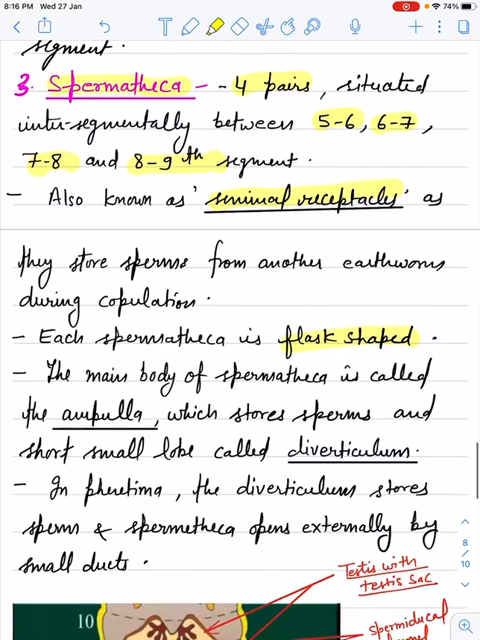 8:16 PM Wed 27 Jan
74%
segment.
3. Spermatheca - - 4 pairs, situated
inter-segmentally between 5-6, 6-7,
7-8 and 8-9th segment.
- Also known as 'seminal receptacles' as
they store sperms from another earthworm
during copulation.
- Each spermatheca is flask shaped.
- The main body of spermatheca is called
the ampulla, which stores sperms and
short small lobe called diverticulum.
- In pheretima, the diverticulum stores
sperm & spermetheca opens externally by
small ducts.
8
/
10
Testis with
testis sac
10
spermiducal